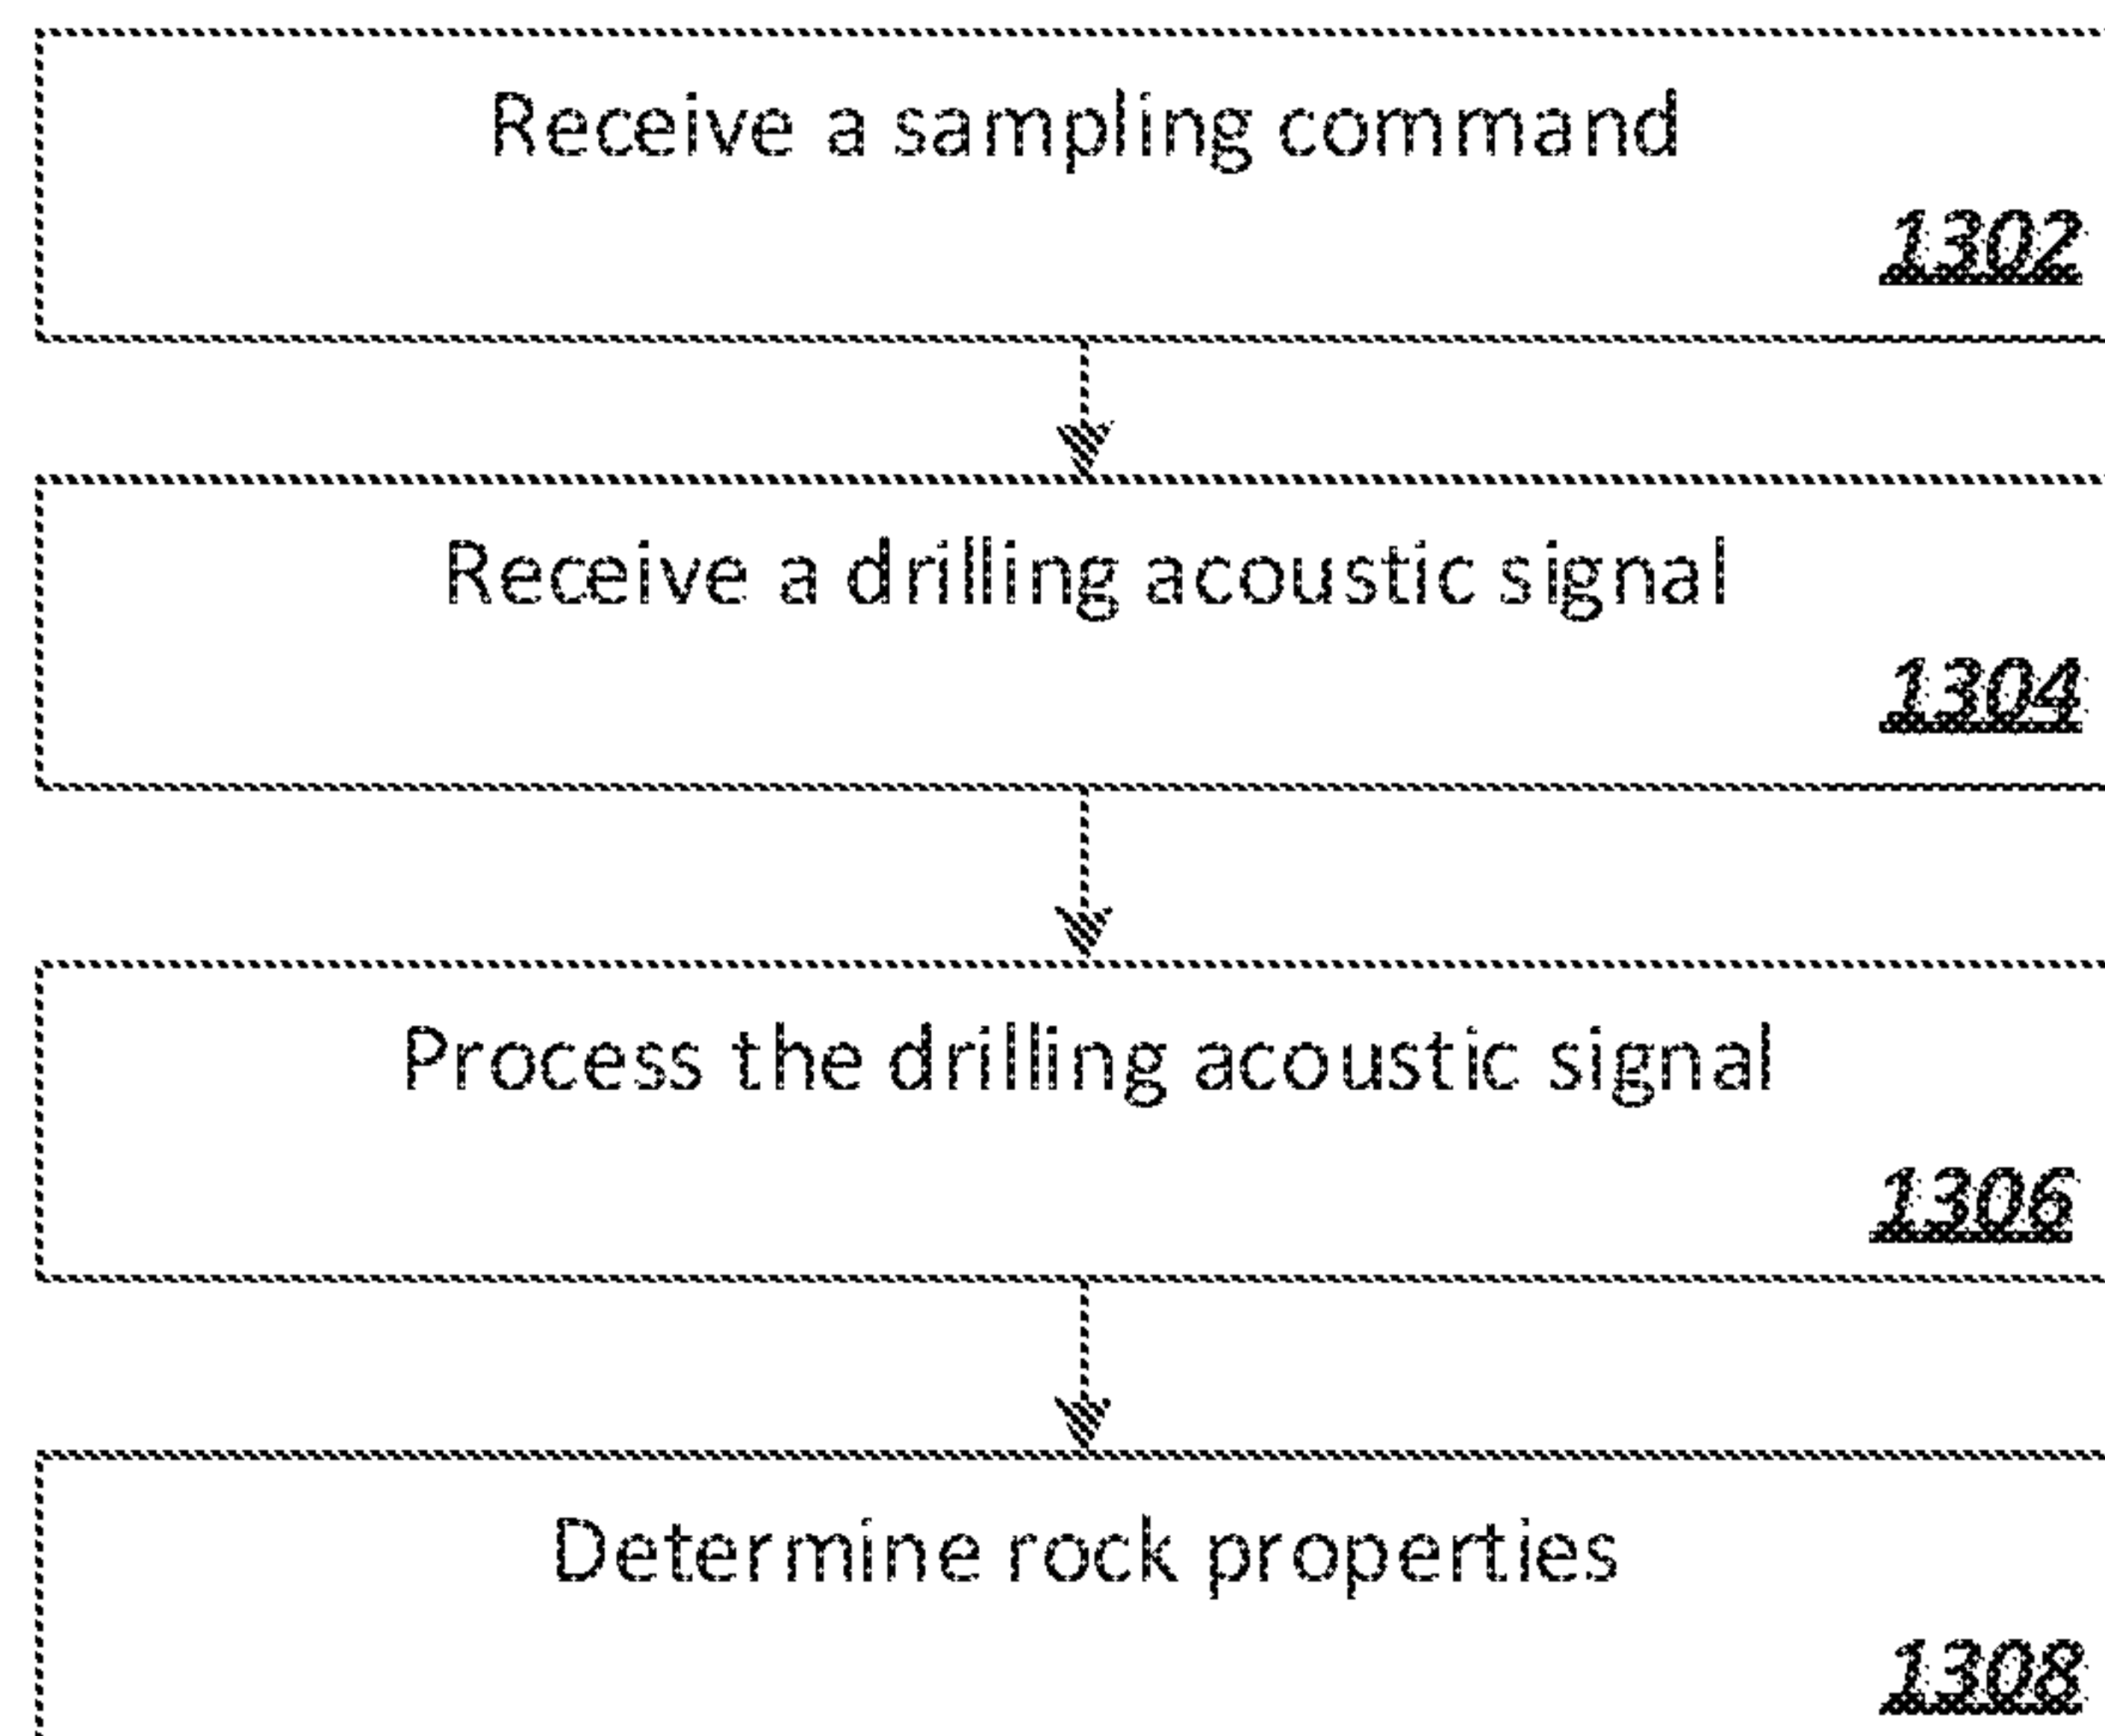 Receive a sampling command
1302
Receive a drilling acoustic signal
1304
Process the drilling acoustic signal
1306
Determine rock properties
1308